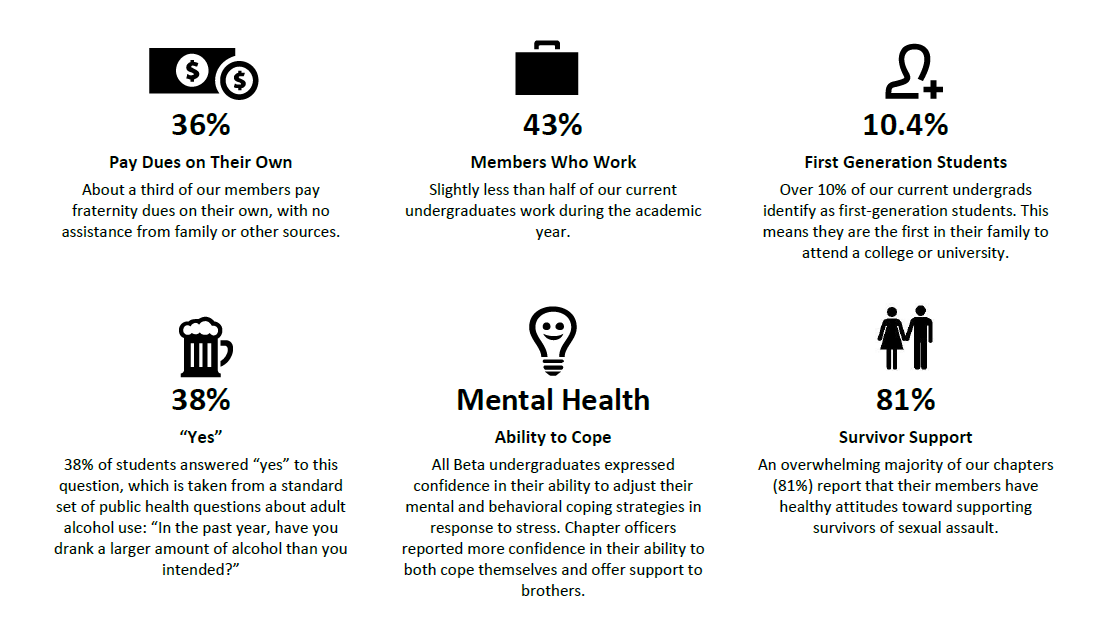 $ $
36%
Pay Dues on Their Own
About a third of our members pay
fraternity dues on their own, with no
assistance from family or other sources.
43%
Members Who Work
Slightly less than half of our current
undergraduates work during the academic
year.
10.4%
First Generation Students
Over 10% of our current undergrads
identify as first-generation students. This
means they are the first in their family to
attend a college or university.
38%
“Yes”
38% of students answered “yes” to this
question, which is taken from a standard
set of public health questions about adult
alcohol use: “In the past year, have you
drank a larger amount of alcohol than you
intended?”
Mental Health
Ability to Cope
All Beta undergraduates expressed
confidence in their ability to adjust their
mental and behavioral coping strategies in
response to stress. Chapter officers
reported more confidence in their ability to
both cope themselves and offer support to
brothers.
81%
Survivor Support
An overwhelming majority of our chapters
(81%) report that their members have
healthy attitudes toward supporting
survivors of sexual assault.